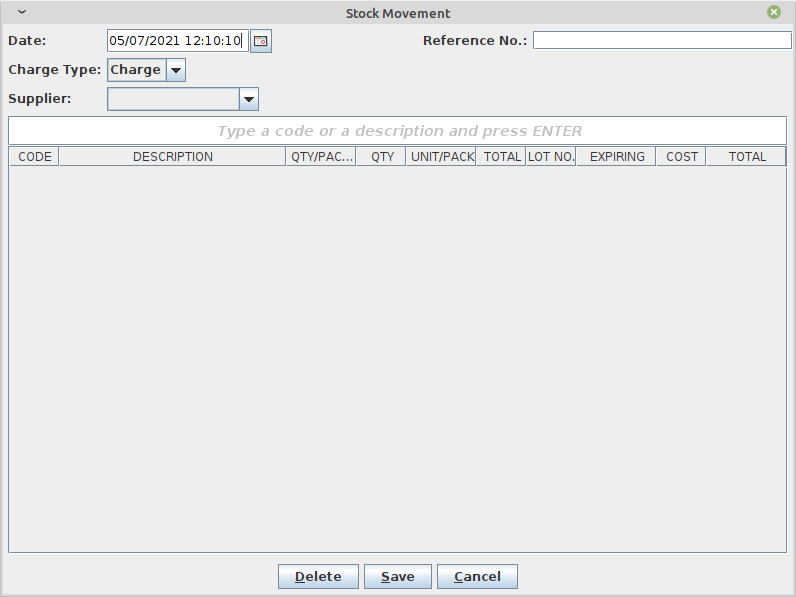 Stock Movement
Date: 05/07/2021 12:10:10 Reference No.:
Charge Type: Charge
Supplier:
Type a code or a description and press ENTER
CODE DESCRIPTION QTY/PAC... QTY UNIT/PACK TOTAL LOT NO. EXPIRING COST TOTAL
Delete Save Cancel